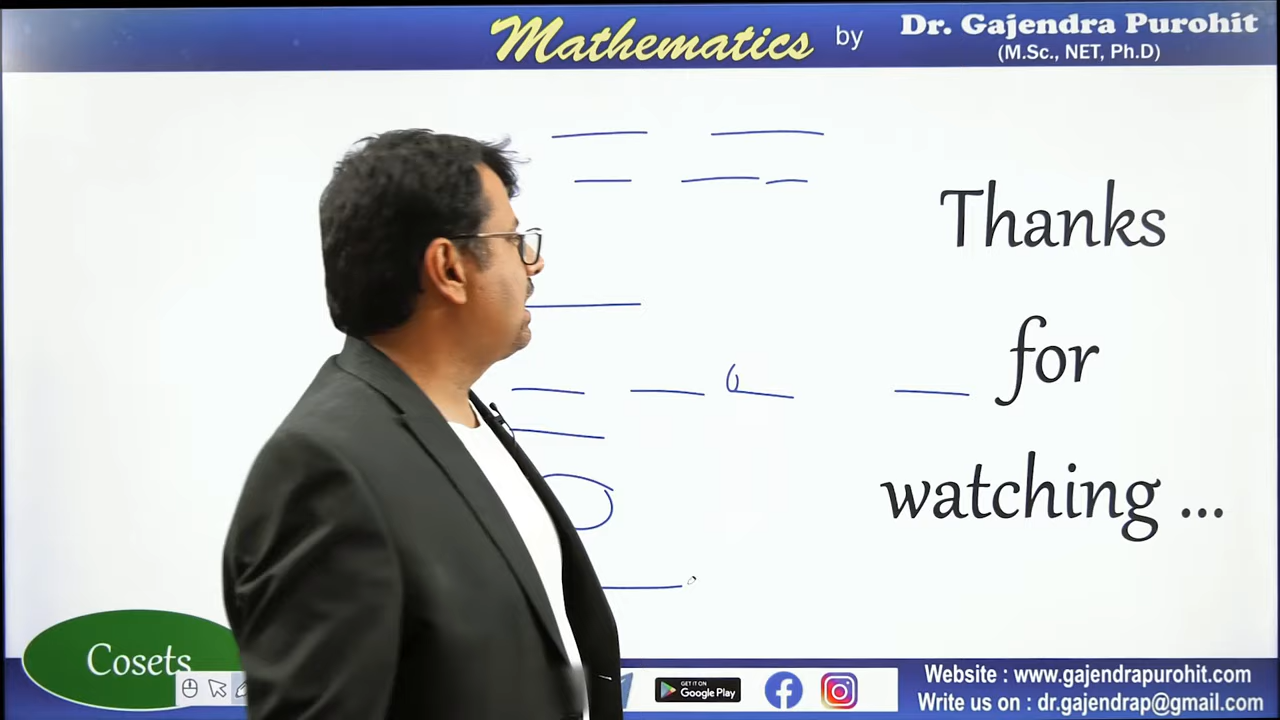 Mathematics by Dr. Gajendra Purohit
(M.Sc., NET, Ph.D)
Thanks
for
watching ...
Cosets
GET IT ON
Google Play
Website : www.gajendrapurohit.com
Write us on : dr.gajendrap@gmail.com